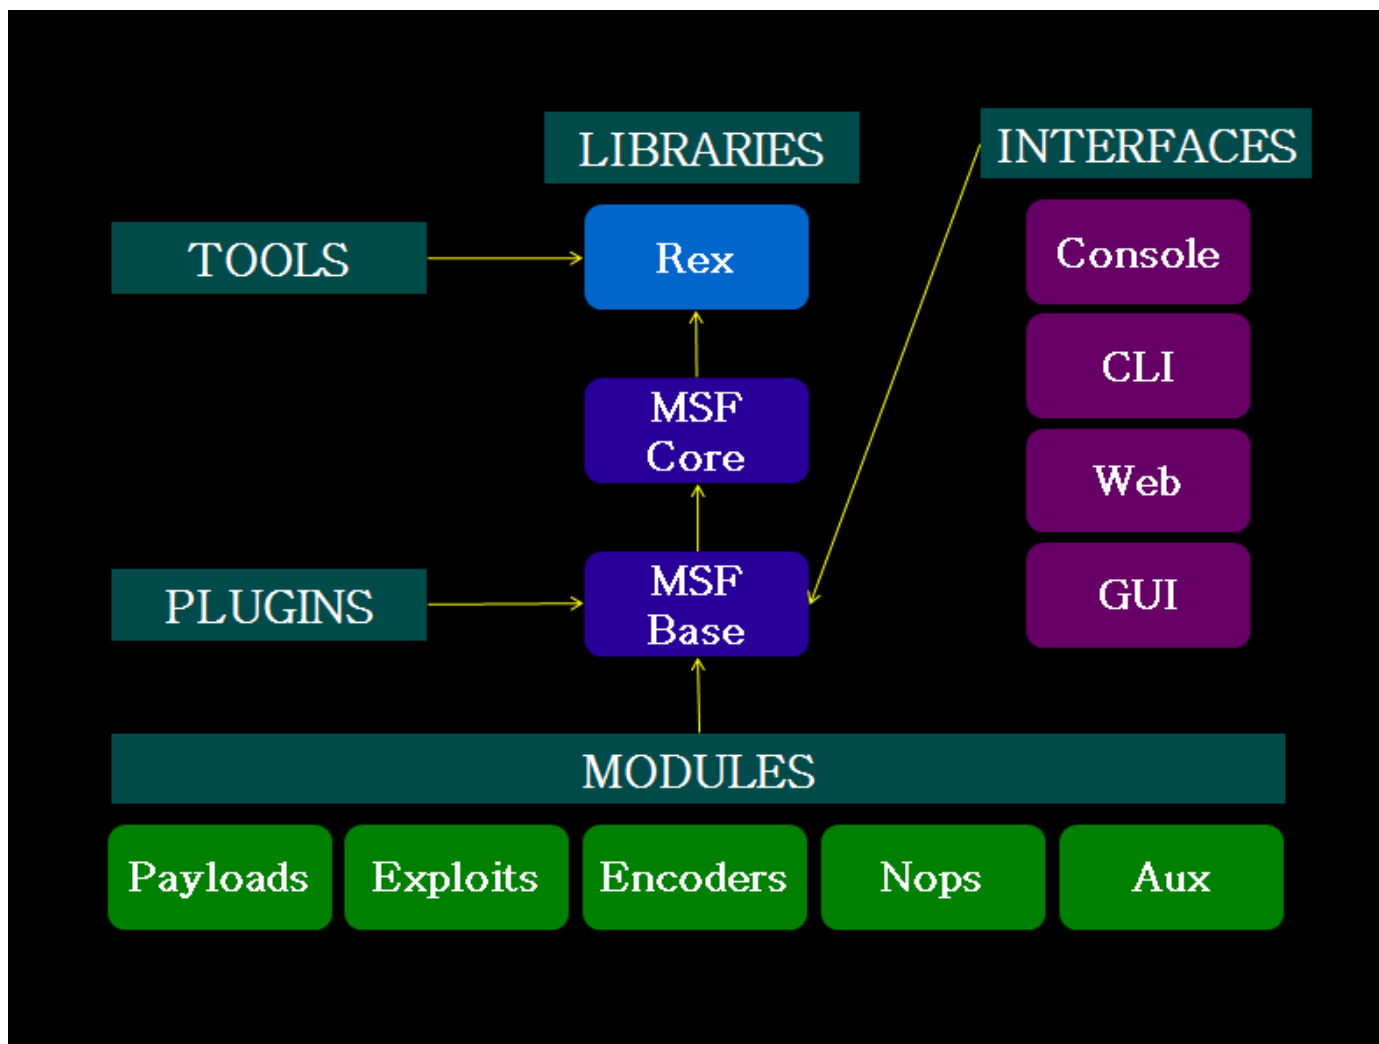 LIBRARIES
INTERFACES
TOOLS
Rex
Console
MSF
Core
CLI
Web
PLUGINS
MSF
Base
GUI
MODULES
Payloads
Exploits
Encoders
Nops
Aux